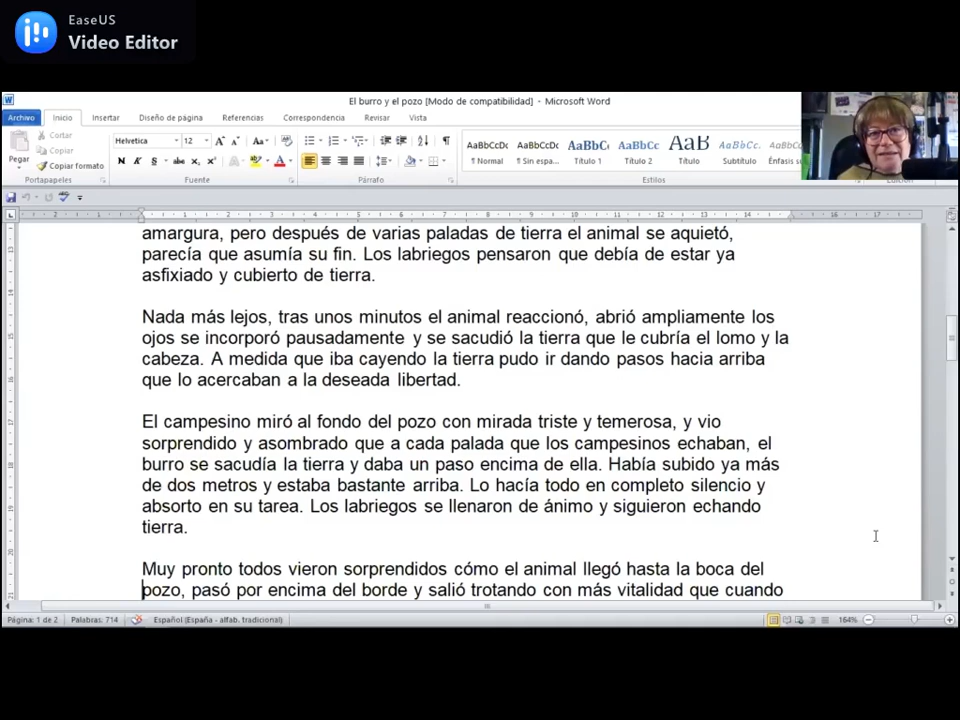 EaseUS
Video Editor
El burro y el pozo [Modo de compatibilidad] - Microsoft Word
Archivo Inicio Insertar Diseño de página Referencias Correspondencia Revisar Vista
Pegar
Cortar
Copiar
Copiar formato
Portapapeles
Helvetica 12
Fuente
Párrafo
AaBbCcDc AaBbCcDc AaBbCc AaBbCc AaB AaBbCc AaBbCcDc
¶ Normal ¶ Sin espa... Título 1 Título 2 Título Subtítulo Énfasis
Estilos
amargura, pero después de varias paladas de tierra el animal se aquietó,
parecía que asumía su fin. Los labriegos pensaron que debía de estar ya
asfixiado y cubierto de tierra.
Nada más lejos, tras unos minutos el animal reaccionó, abrió ampliamente los
ojos se incorporó pausadamente y se sacudió la tierra que le cubría el lomo y la
cabeza. A medida que iba cayendo la tierra pudo ir dando pasos hacia arriba
que lo acercaban a la deseada libertad.
El campesino miró al fondo del pozo con mirada triste y temerosa, y vio
sorprendido y asombrado que a cada palada que los campesinos echaban, el
burro se sacudía la tierra y daba un paso encima de ella. Había subido ya más
de dos metros y estaba bastante arriba. Lo hacía todo en completo silencio y
absorto en su tarea. Los labriegos se llenaron de ánimo y siguieron echando
tierra.
Muy pronto todos vieron sorprendidos cómo el animal llegó hasta la boca del
pozo, pasó por encima del borde y salió trotando con más vitalidad que cuando
Página: 1 de 2 Palabras: 714 Español (España - alfab. tradicional) 164%